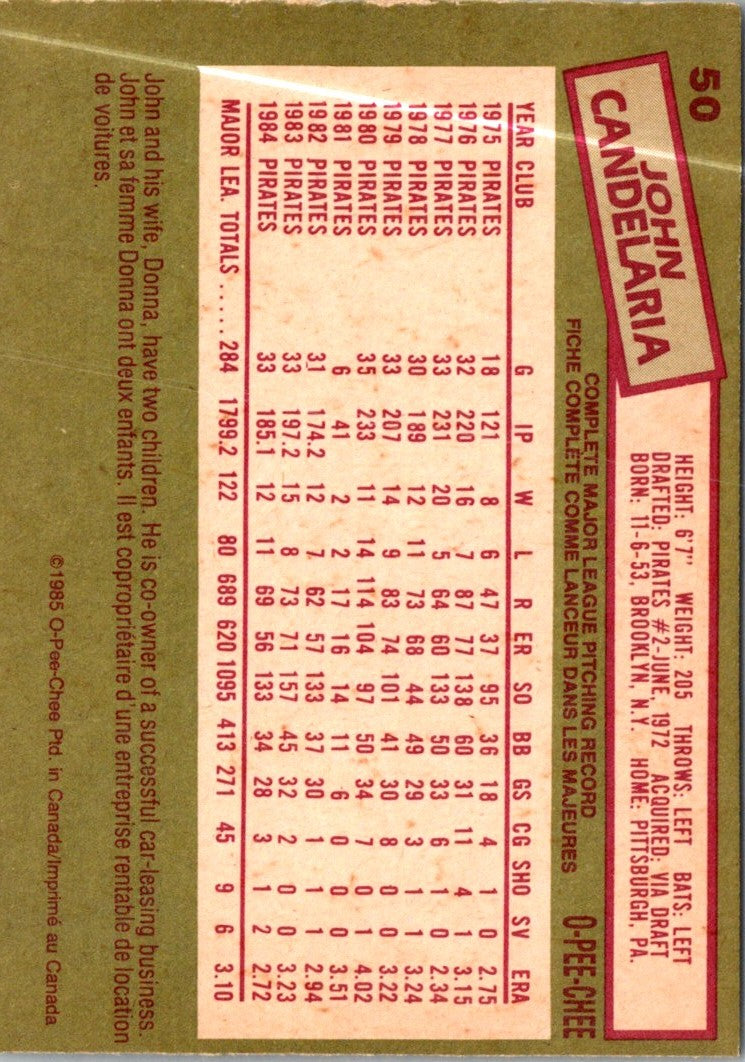 50
JOHN
CANDELARIA
HEIGHT: 6'7" WEIGHT: 205 THROWS: LEFT BATS: LEFT
DRAFTED: PIRATES #2-JUNE, 1972 ACQUIRED: VIA DRAFT
BORN: 11-6-53, BROOKLYN, N.Y. HOME: PITTSBURGH, PA.
COMPLETE MAJOR LEAGUE PITCHING RECORD
FICHE COMPLÈTE COMME LANCEUR DANS LES MAJEURES
O-PEE-CHEE
YEAR CLUB G IP W L R ER SO BB GS CG SHO SV ERA
1975 PIRATES 18 121 8 6 47 37 95 36 18 4 1 0 2.75
1976 PIRATES 32 220 16 7 87 77 138 60 31 11 4 1 3.15
1977 PIRATES 33 231 20 5 64 60 133 50 33 6 1 0 2.34
1978 PIRATES 30 189 12 11 73 68 44 49 29 3 1 1 3.24
1979 PIRATES 33 207 14 9 83 74 101 41 30 8 0 0 3.22
1980 PIRATES 35 233 11 14 114 104 97 50 34 7 0 1 4.02
1981 PIRATES 6 41 2 2 17 16 14 11 6 0 0 0 3.51
1982 PIRATES 31 174.2 12 7 62 57 133 37 30 1 1 1 2.94
1983 PIRATES 33 197.2 15 8 73 71 157 45 32 2 0 0 3.23
1984 PIRATES 33 185.1 12 11 69 56 133 34 28 3 1 2 2.72
MAJOR LEA. TOTALS ..... 284 1799.2 122 80 689 620 1095 413 271 45 9 6 3.10
John and his wife, Donna, have two children. He is co-owner of a successful car-leasing business.
John et sa femme Donna ont deux enfants. Il est copropriétaire d'une entreprise rentable de location
de voitures.
©1985 O-Pee-Chee Ptd. in Canada/Imprimé au Canada